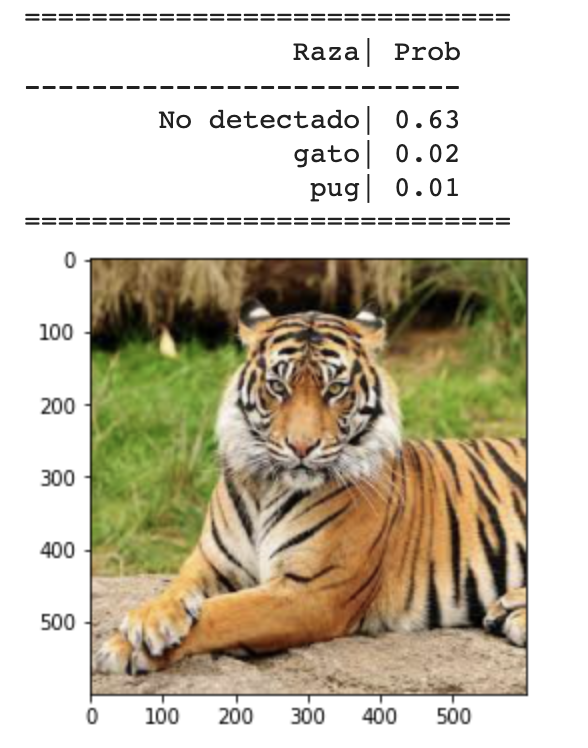 =============================
Raza| Prob
--------------------------
No detectado| 0.63
gato| 0.02
pug| 0.01
=============================
0
100
200
300
400
500
0 100 200 300 400 500